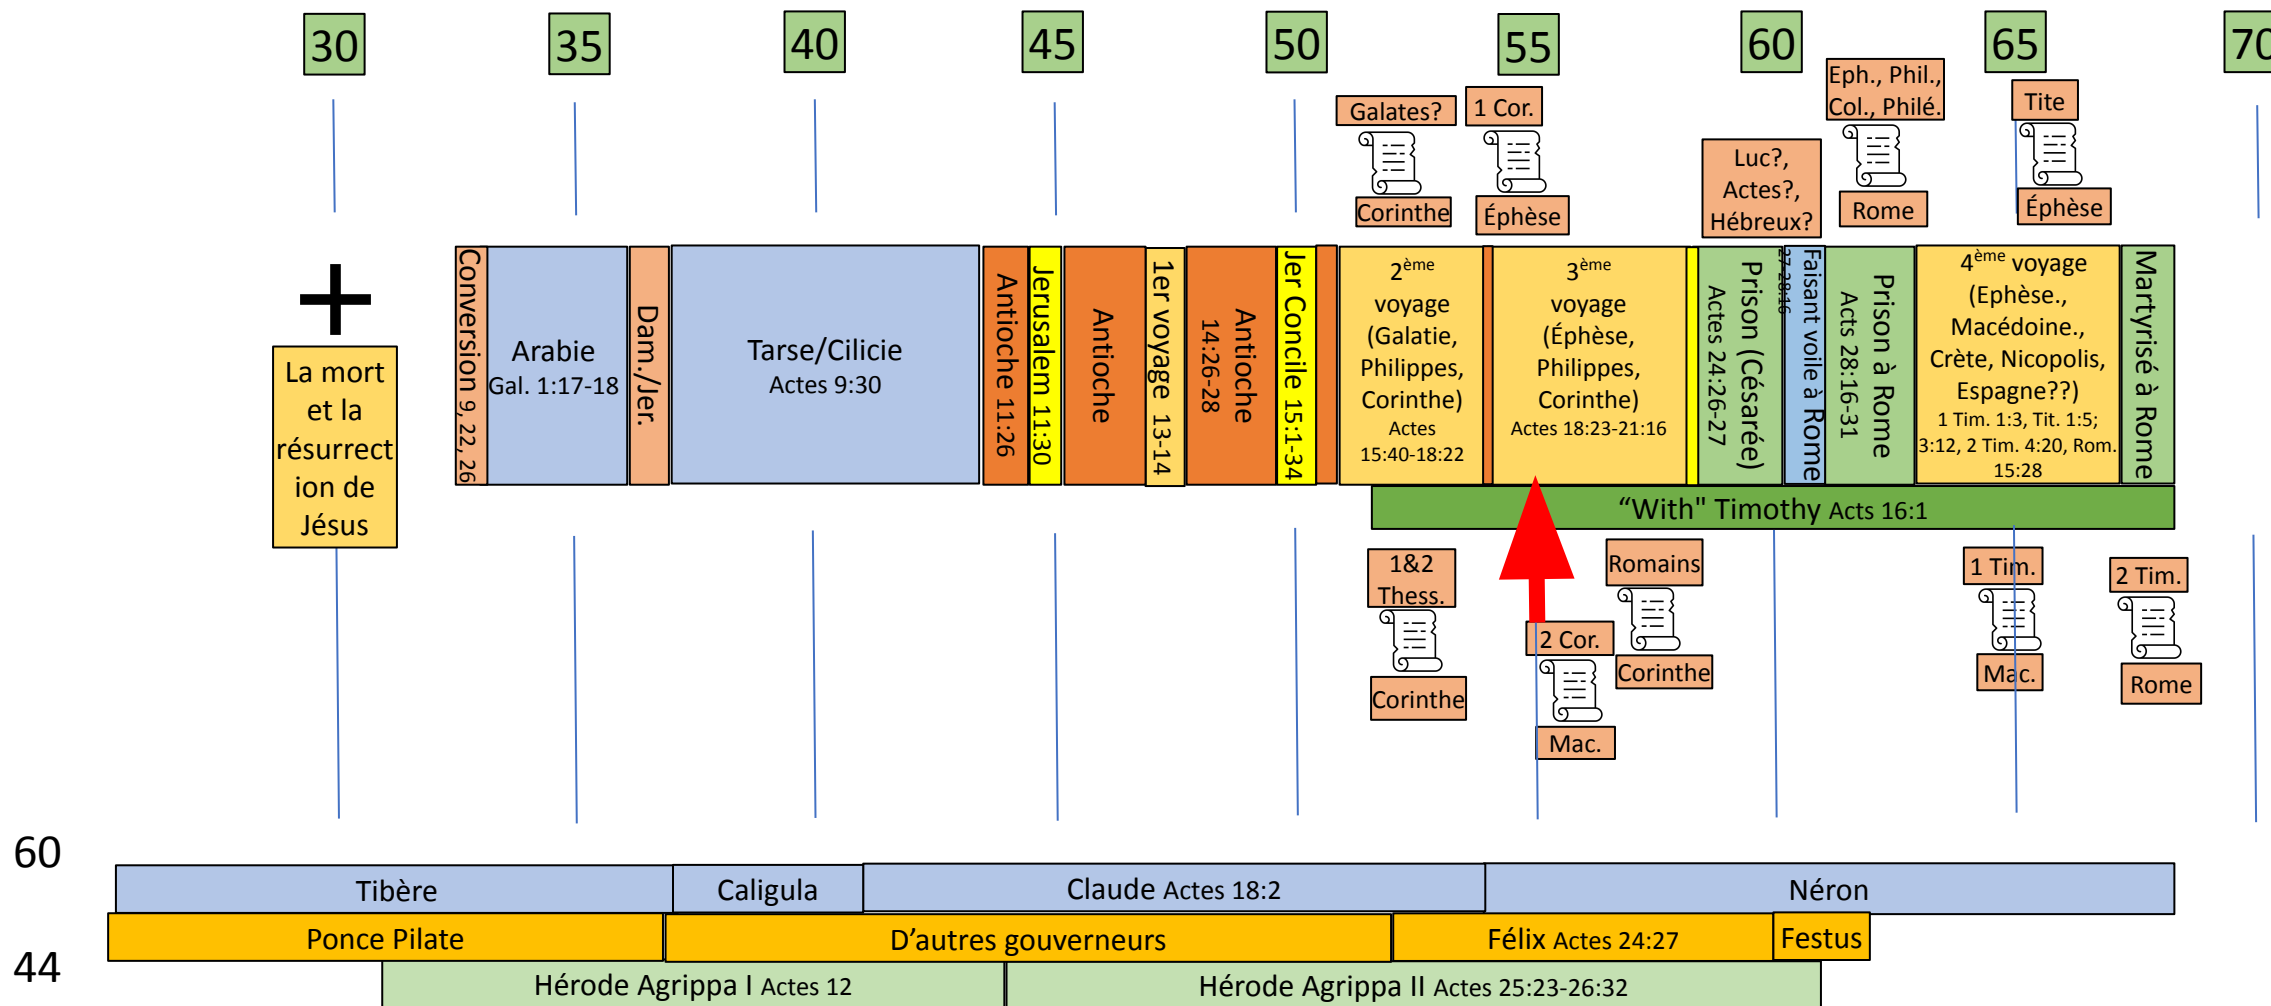 30
35
40
45
50
55
60
65
70
Galates?
Corinthe
1 Cor.
Éphèse
Luc?,
Actes?,
Hébreux?
Eph., Phil.,
Col., Philé.
Rome
Tite
Éphèse
La mort
et la
résurrect
ion de
Jésus
Conversion 9, 22, 26
Arabie
Gal. 1:17-18
Dam./Jer.
Tarse/Cilicie
Actes 9:30
Antioche 11:26
Jerusalem 11:30
Antioche
1er voyage 13-14
Antioche
14:26-28
Jer Concile 15:1-34
2ème
voyage
(Galatie,
Philippes,
Corinthe)
Actes
15:40-18:22
3ème
voyage
(Éphèse,
Philippes,
Corinthe)
Actes 18:23-21:16
Prison (Césarée)
Actes 24:26-27
Faisant voile à Rome
27-28:16
Prison à Rome
Acts 28:16-31
4ème voyage
(Ephèse.,
Macédoine.,
Crète, Nicopolis,
Espagne??)
1 Tim. 1:3, Tit. 1:5;
3:12, 2 Tim. 4:20, Rom.
15:28
Martyrisé à Rome
“With" Timothy Acts 16:1
1&2
Thess.
Corinthe
2 Cor.
Mac.
Romains
Corinthe
1 Tim.
Mac.
2 Tim.
Rome
60
Tibère
Caligula
Claude Actes 18:2
Néron
Ponce Pilate
D’autres gouverneurs
Félix Actes 24:27
Festus
44
Hérode Agrippa I Actes 12
Hérode Agrippa II Actes 25:23-26:32